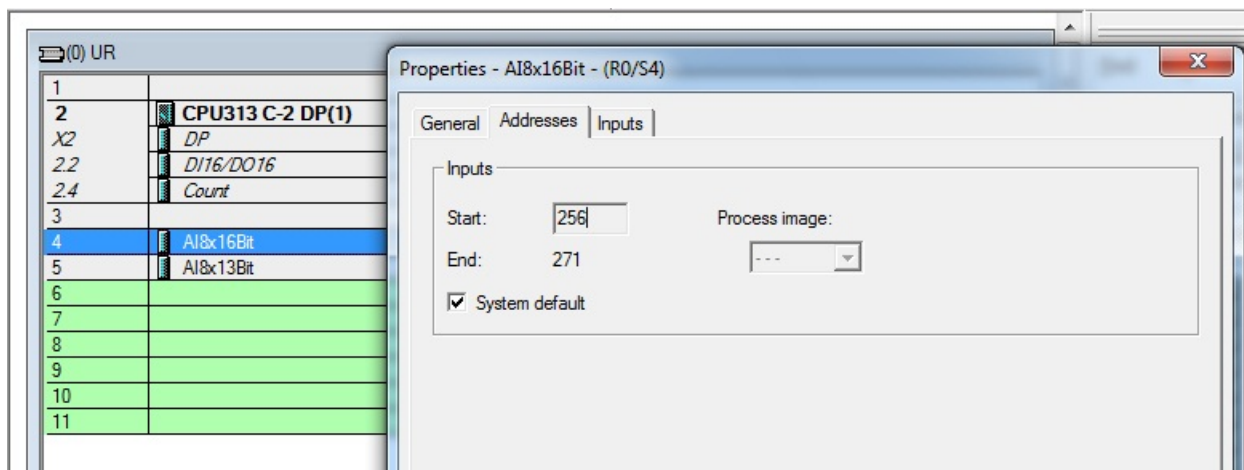 (0) UR
1
2 CPU313 C-2 DP(1)
X2 DP
2.2 DI16/DO16
2.4 Count
3
4 AI8x16Bit
5 AI8x13Bit
6
7
8
9
10
11
Properties - AI8x16Bit - (R0/S4)
General Addresses Inputs
Inputs
Start: 256 Process image:
End: 271 ---
System default